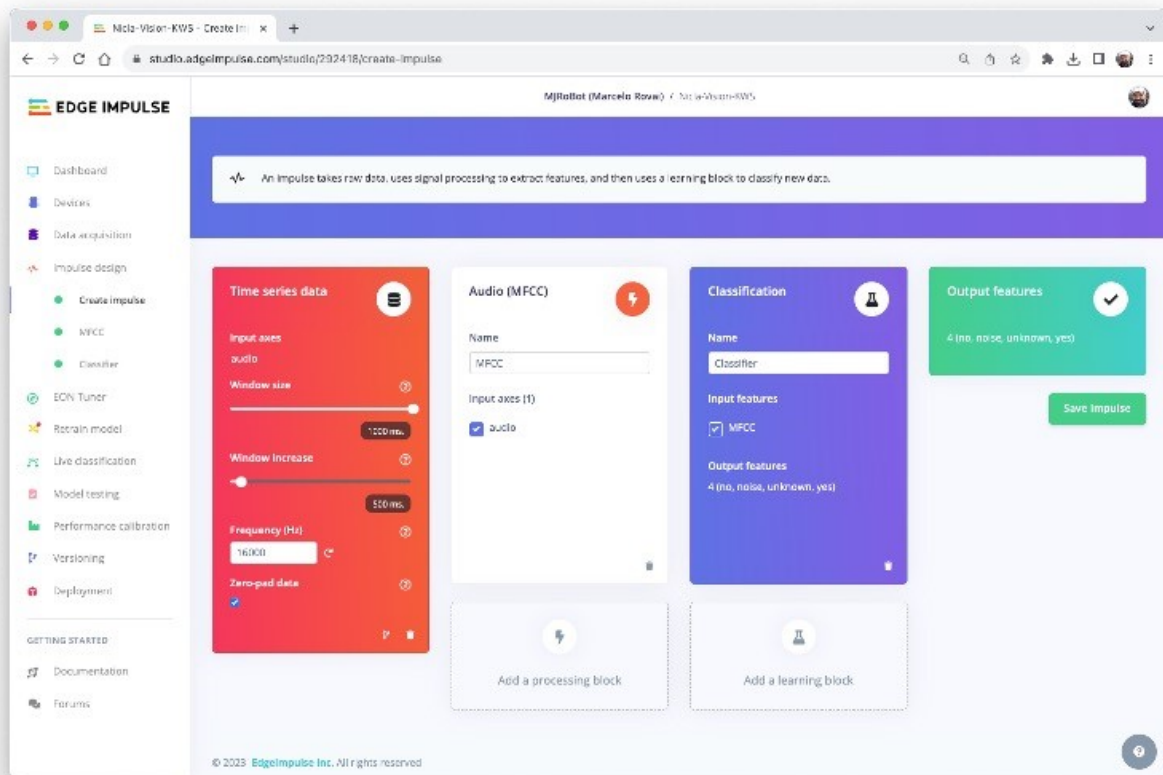 Nicla-Vision-KWS - Create Im
studio.edgeimpulse.com/studio/292418/create-impulse
EDGE IMPULSE
MJRoBot (Marcelo Rovai) / Nicla-Vision-KWS
Dashboard
Devices
Data acquisition
Impulse design
Create impulse
MFCC
Classifier
EON Tuner
Retrain model
Live classification
Model testing
Performance calibration
Versioning
Deployment
GETTING STARTED
Documentation
Forums
An impulse takes raw data, uses signal processing to extract features, and then uses a learning block to classify new data.
Time series data
Input axes
audio
Window size
1000 ms.
Window increase
500 ms.
Frequency (Hz)
16000
Zero-pad data
Audio (MFCC)
Name
MFCC
Input axes (1)
audio
Classification
Name
Classifier
Input features
MFCC
Output features
4 (no, noise, unknown, yes)
Output features
4 (no, noise, unknown, yes)
Save Impulse
Add a processing block
Add a learning block
© 2023 EdgeImpulse Inc. All rights reserved